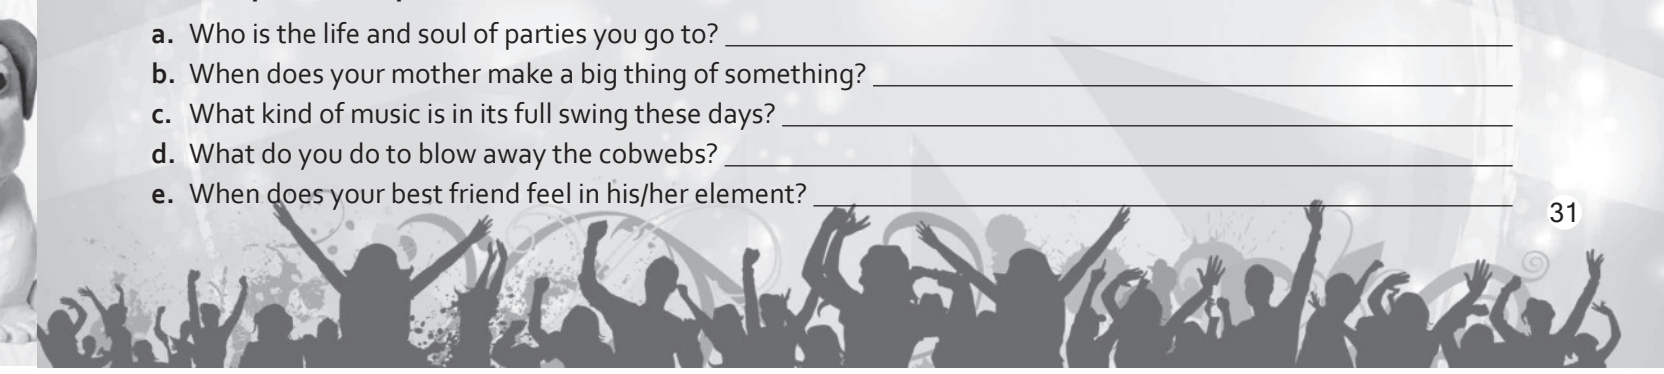 a. Who is the life and soul of parties you go to?
b. When does your mother make a big thing of something?
c. What kind of music is in its full swing these days?
d. What do you do to blow away the cobwebs?
e. When does your best friend feel in his/her element?
31